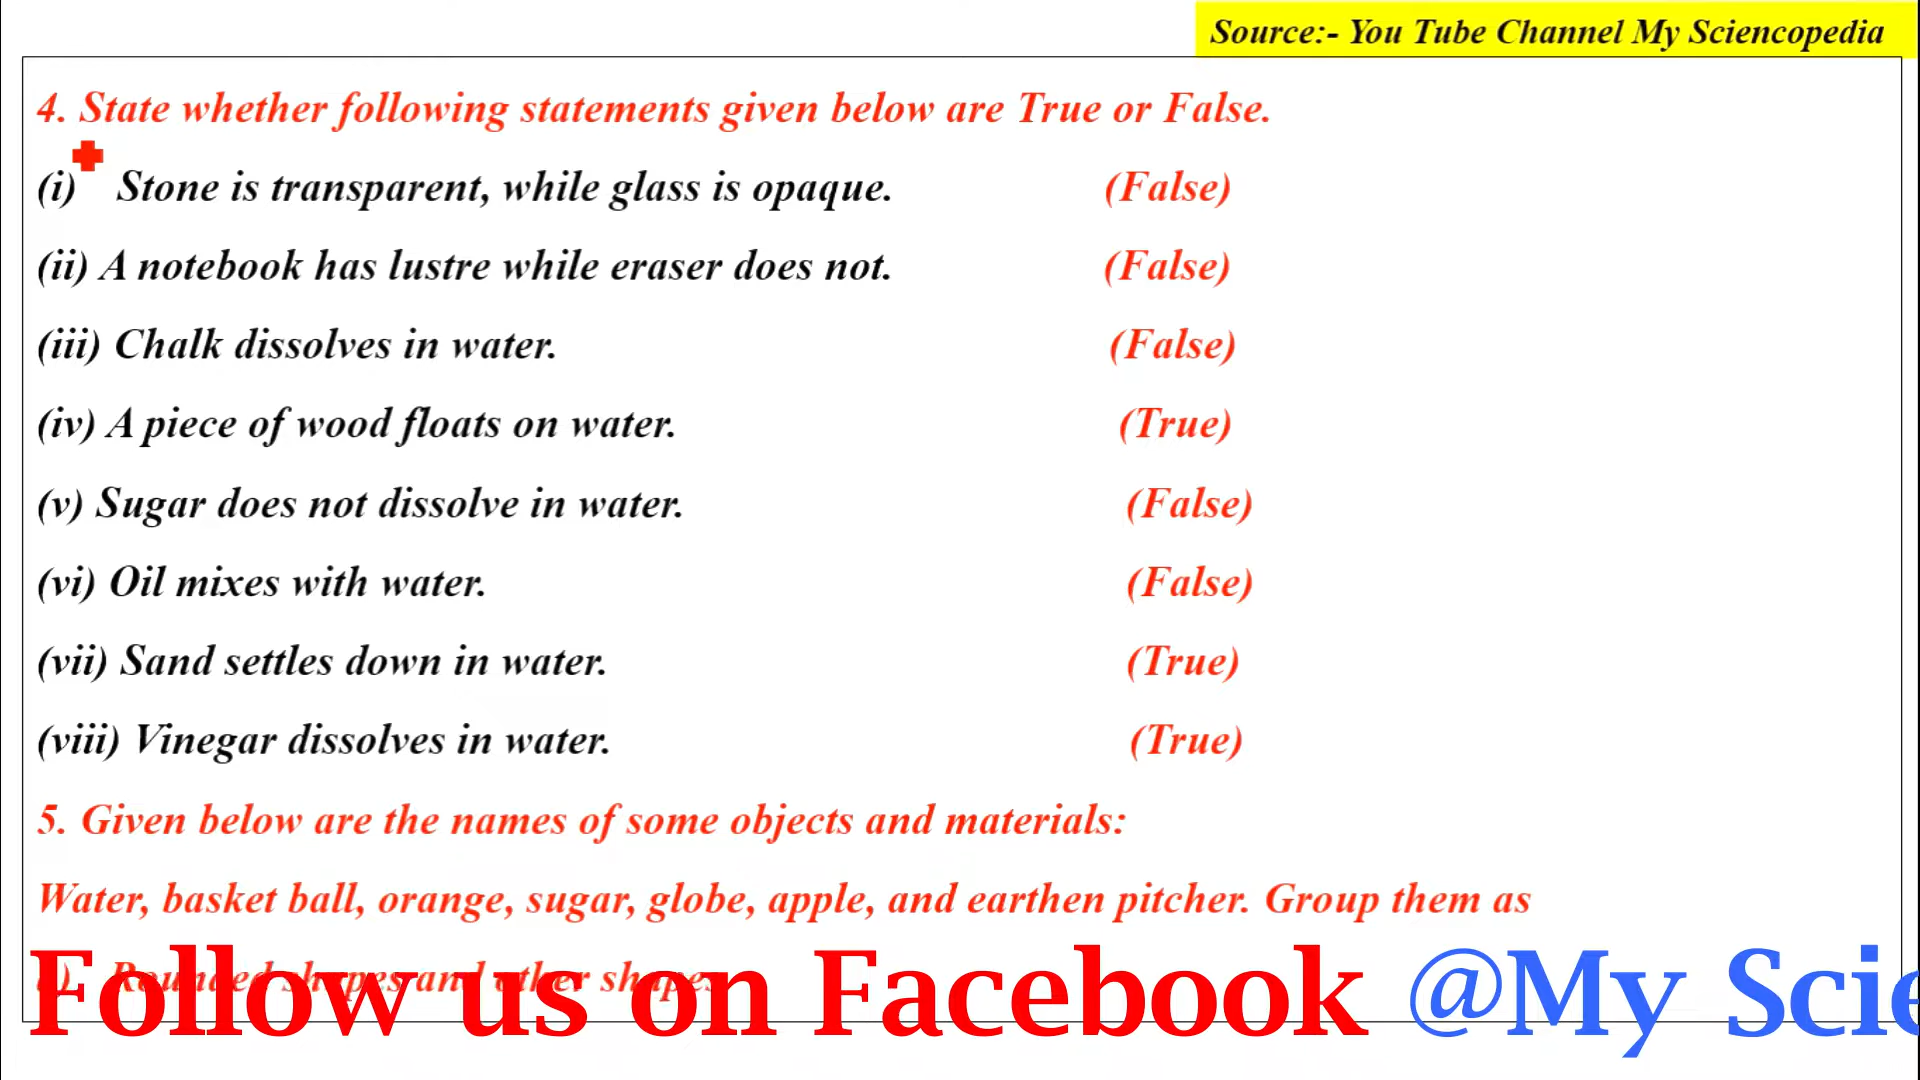 Source:- You Tube Channel My Sciencopedia
4. State whether following statements given below are True or False.
(i) Stone is transparent, while glass is opaque. (False)
(ii) A notebook has lustre while eraser does not. (False)
(iii) Chalk dissolves in water. (False)
(iv) A piece of wood floats on water. (True)
(v) Sugar does not dissolve in water. (False)
(vi) Oil mixes with water. (False)
(vii) Sand settles down in water. (True)
(viii) Vinegar dissolves in water. (True)
5. Given below are the names of some objects and materials:
Water, basket ball, orange, sugar, globe, apple, and earthen pitcher. Group them as
Rounded shapes and other shapes
Follow us on Facebook @My Scie